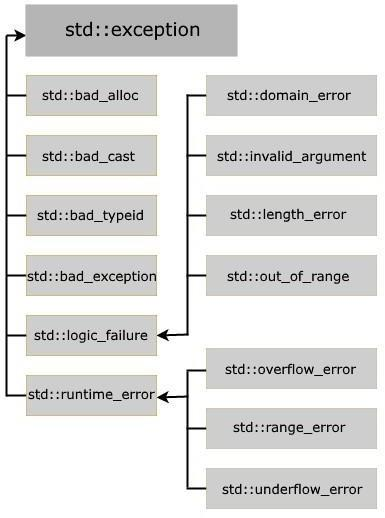 std::exception
std::bad_alloc
std::bad_cast
std::bad_typeid
std::bad_exception
std::logic_failure
std::runtime_error
std::domain_error
std::invalid_argument
std::length_error
std::out_of_range
std::overflow_error
std::range_error
std::underflow_error